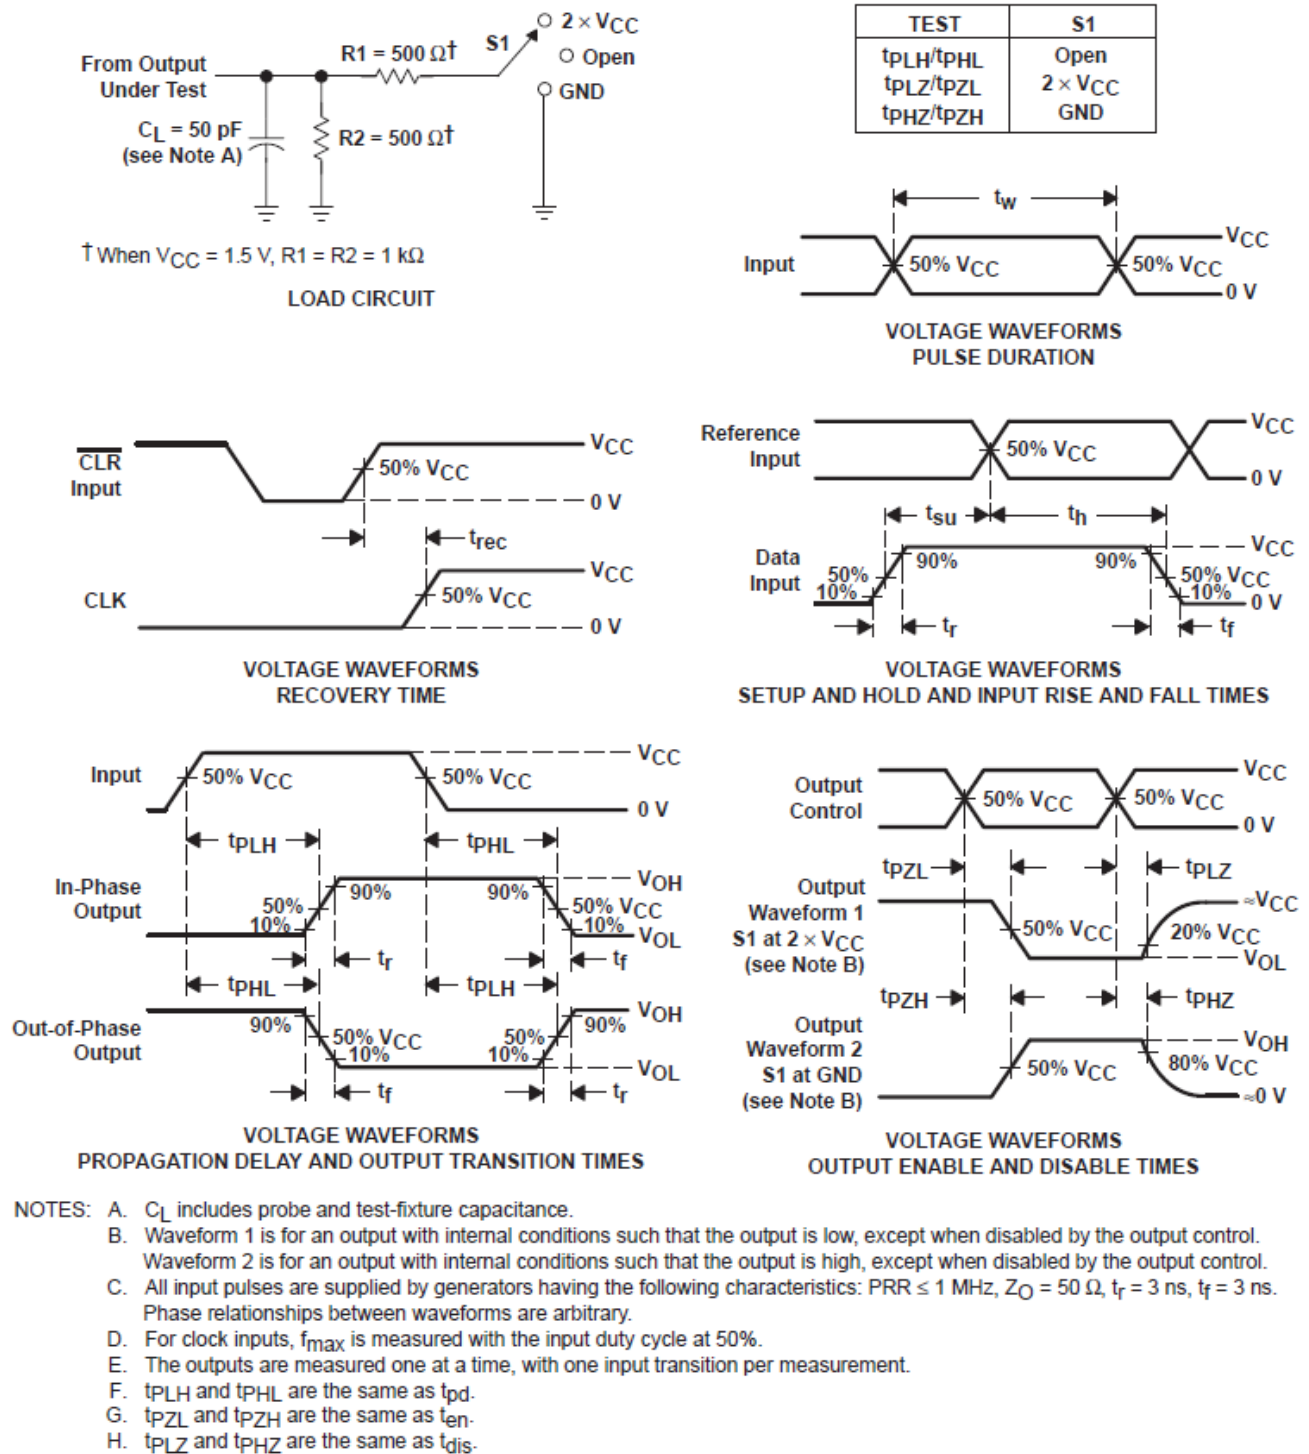 2 × VCC
S1
Open
GND
R1 = 500 Ω†
From Output
Under Test
CL = 50 pF
(see Note A)
R2 = 500 Ω†
† When VCC = 1.5 V, R1 = R2 = 1 kΩ
LOAD CIRCUIT
TEST S1
tPLH/tPHL Open
tPLZ/tPZL 2 × VCC
tPHZ/tPZH GND
tw
Input
50% VCC
50% VCC
VCC
0 V
VOLTAGE WAVEFORMS
PULSE DURATION
CLR
Input
50% VCC
VCC
0 V
trec
CLK
50% VCC
VCC
0 V
VOLTAGE WAVEFORMS
RECOVERY TIME
Reference
Input
50% VCC
VCC
0 V
tsu
th
Data
Input
50%
10%
90%
90%
VCC
50% VCC
10%
0 V
tr
tf
VOLTAGE WAVEFORMS
SETUP AND HOLD AND INPUT RISE AND FALL TIMES
Input
50% VCC
50% VCC
VCC
0 V
tPLH
tPHL
In-Phase
Output
50%
10%
90%
90%
VOH
50% VCC
10%
VOL
tr
tf
tPHL
tPLH
Out-of-Phase
Output
90%
50% VCC
10%
50%
10%
90%
VOH
VOL
tf
tr
VOLTAGE WAVEFORMS
PROPAGATION DELAY AND OUTPUT TRANSITION TIMES
Output
Control
50% VCC
50% VCC
VCC
0 V
tPZL
tPLZ
Output
Waveform 1
S1 at 2 × VCC
(see Note B)
50% VCC
≈VCC
20% VCC
VOL
tPZH
tPHZ
Output
Waveform 2
S1 at GND
(see Note B)
50% VCC
VOH
80% VCC
≈0 V
VOLTAGE WAVEFORMS
OUTPUT ENABLE AND DISABLE TIMES
NOTES: A. CL includes probe and test-fixture capacitance.
B. Waveform 1 is for an output with internal conditions such that the output is low, except when disabled by the output control.
Waveform 2 is for an output with internal conditions such that the output is high, except when disabled by the output control.
C. All input pulses are supplied by generators having the following characteristics: PRR ≤ 1 MHz, ZO = 50 Ω, tr = 3 ns, tf = 3 ns.
Phase relationships between waveforms are arbitrary.
D. For clock inputs, fmax is measured with the input duty cycle at 50%.
E. The outputs are measured one at a time, with one input transition per measurement.
F. tPLH and tPHL are the same as tpd.
G. tPZL and tPZH are the same as ten.
H. tPLZ and tPHZ are the same as tdis.